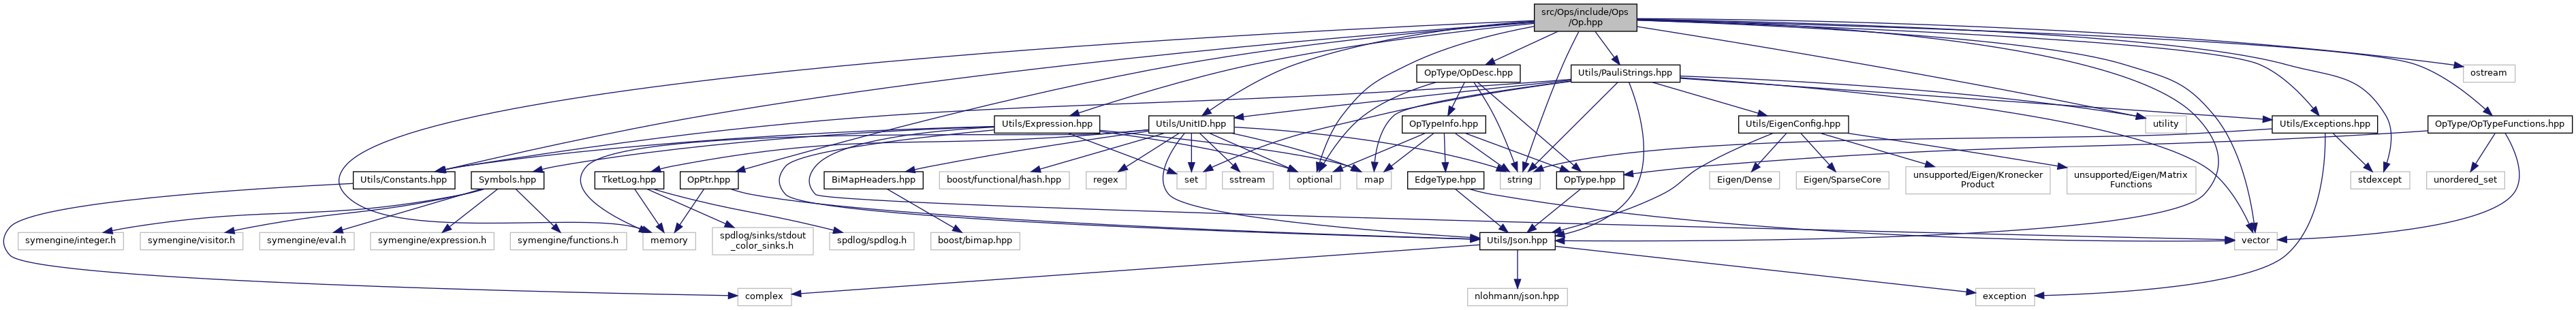 src/Ops/include/Ops
/Op.hpp
OpType/OpDesc.hpp
Utils/PauliStrings.hpp
ostream
Utils/Expression.hpp
Utils/UnitID.hpp
OpTypeInfo.hpp
Utils/EigenConfig.hpp
utility
Utils/Exceptions.hpp
OpType/OpTypeFunctions.hpp
Utils/Constants.hpp
Symbols.hpp
TketLog.hpp
OpPtr.hpp
BiMapHeaders.hpp
boost/functional/hash.hpp
regex
set
sstream
optional
map
EdgeType.hpp
string
OpType.hpp
Eigen/Dense
Eigen/SparseCore
unsupported/Eigen/Kronecker
Product
unsupported/Eigen/Matrix
Functions
stdexcept
unordered_set
symengine/integer.h
symengine/visitor.h
symengine/eval.h
symengine/expression.h
symengine/functions.h
memory
spdlog/sinks/stdout
_color_sinks.h
spdlog/spdlog.h
boost/bimap.hpp
Utils/Json.hpp
vector
complex
nlohmann/json.hpp
exception